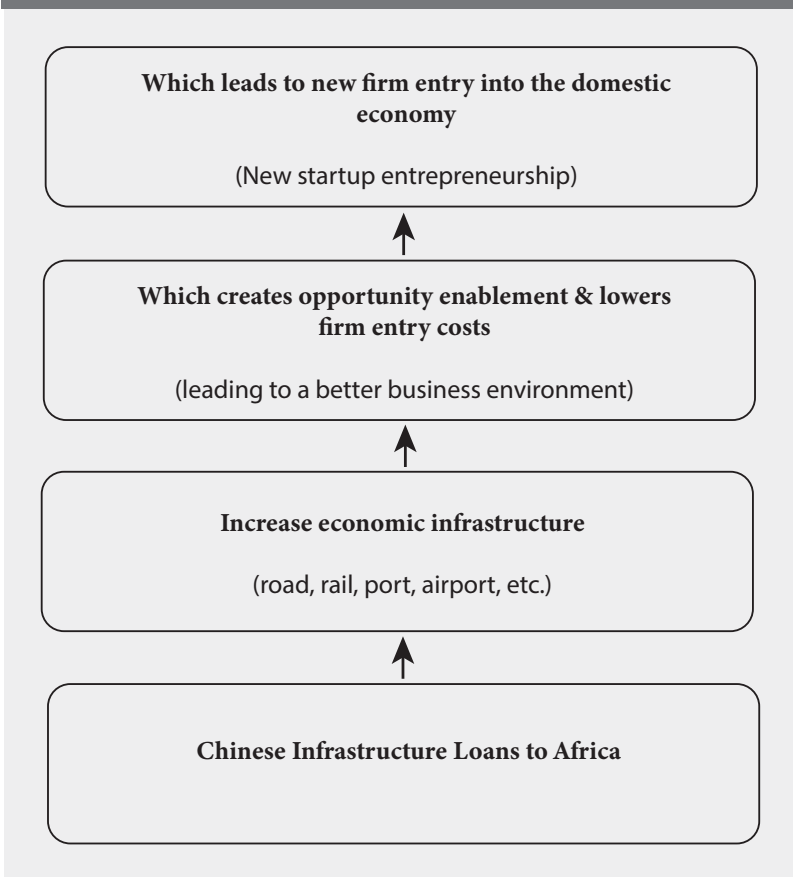 Which leads to new firm entry into the domestic
economy
(New startup entrepreneurship)
Which creates opportunity enablement & lowers
firm entry costs
(leading to a better business environment)
Increase economic infrastructure
(road, rail, port, airport, etc.)
Chinese Infrastructure Loans to Africa